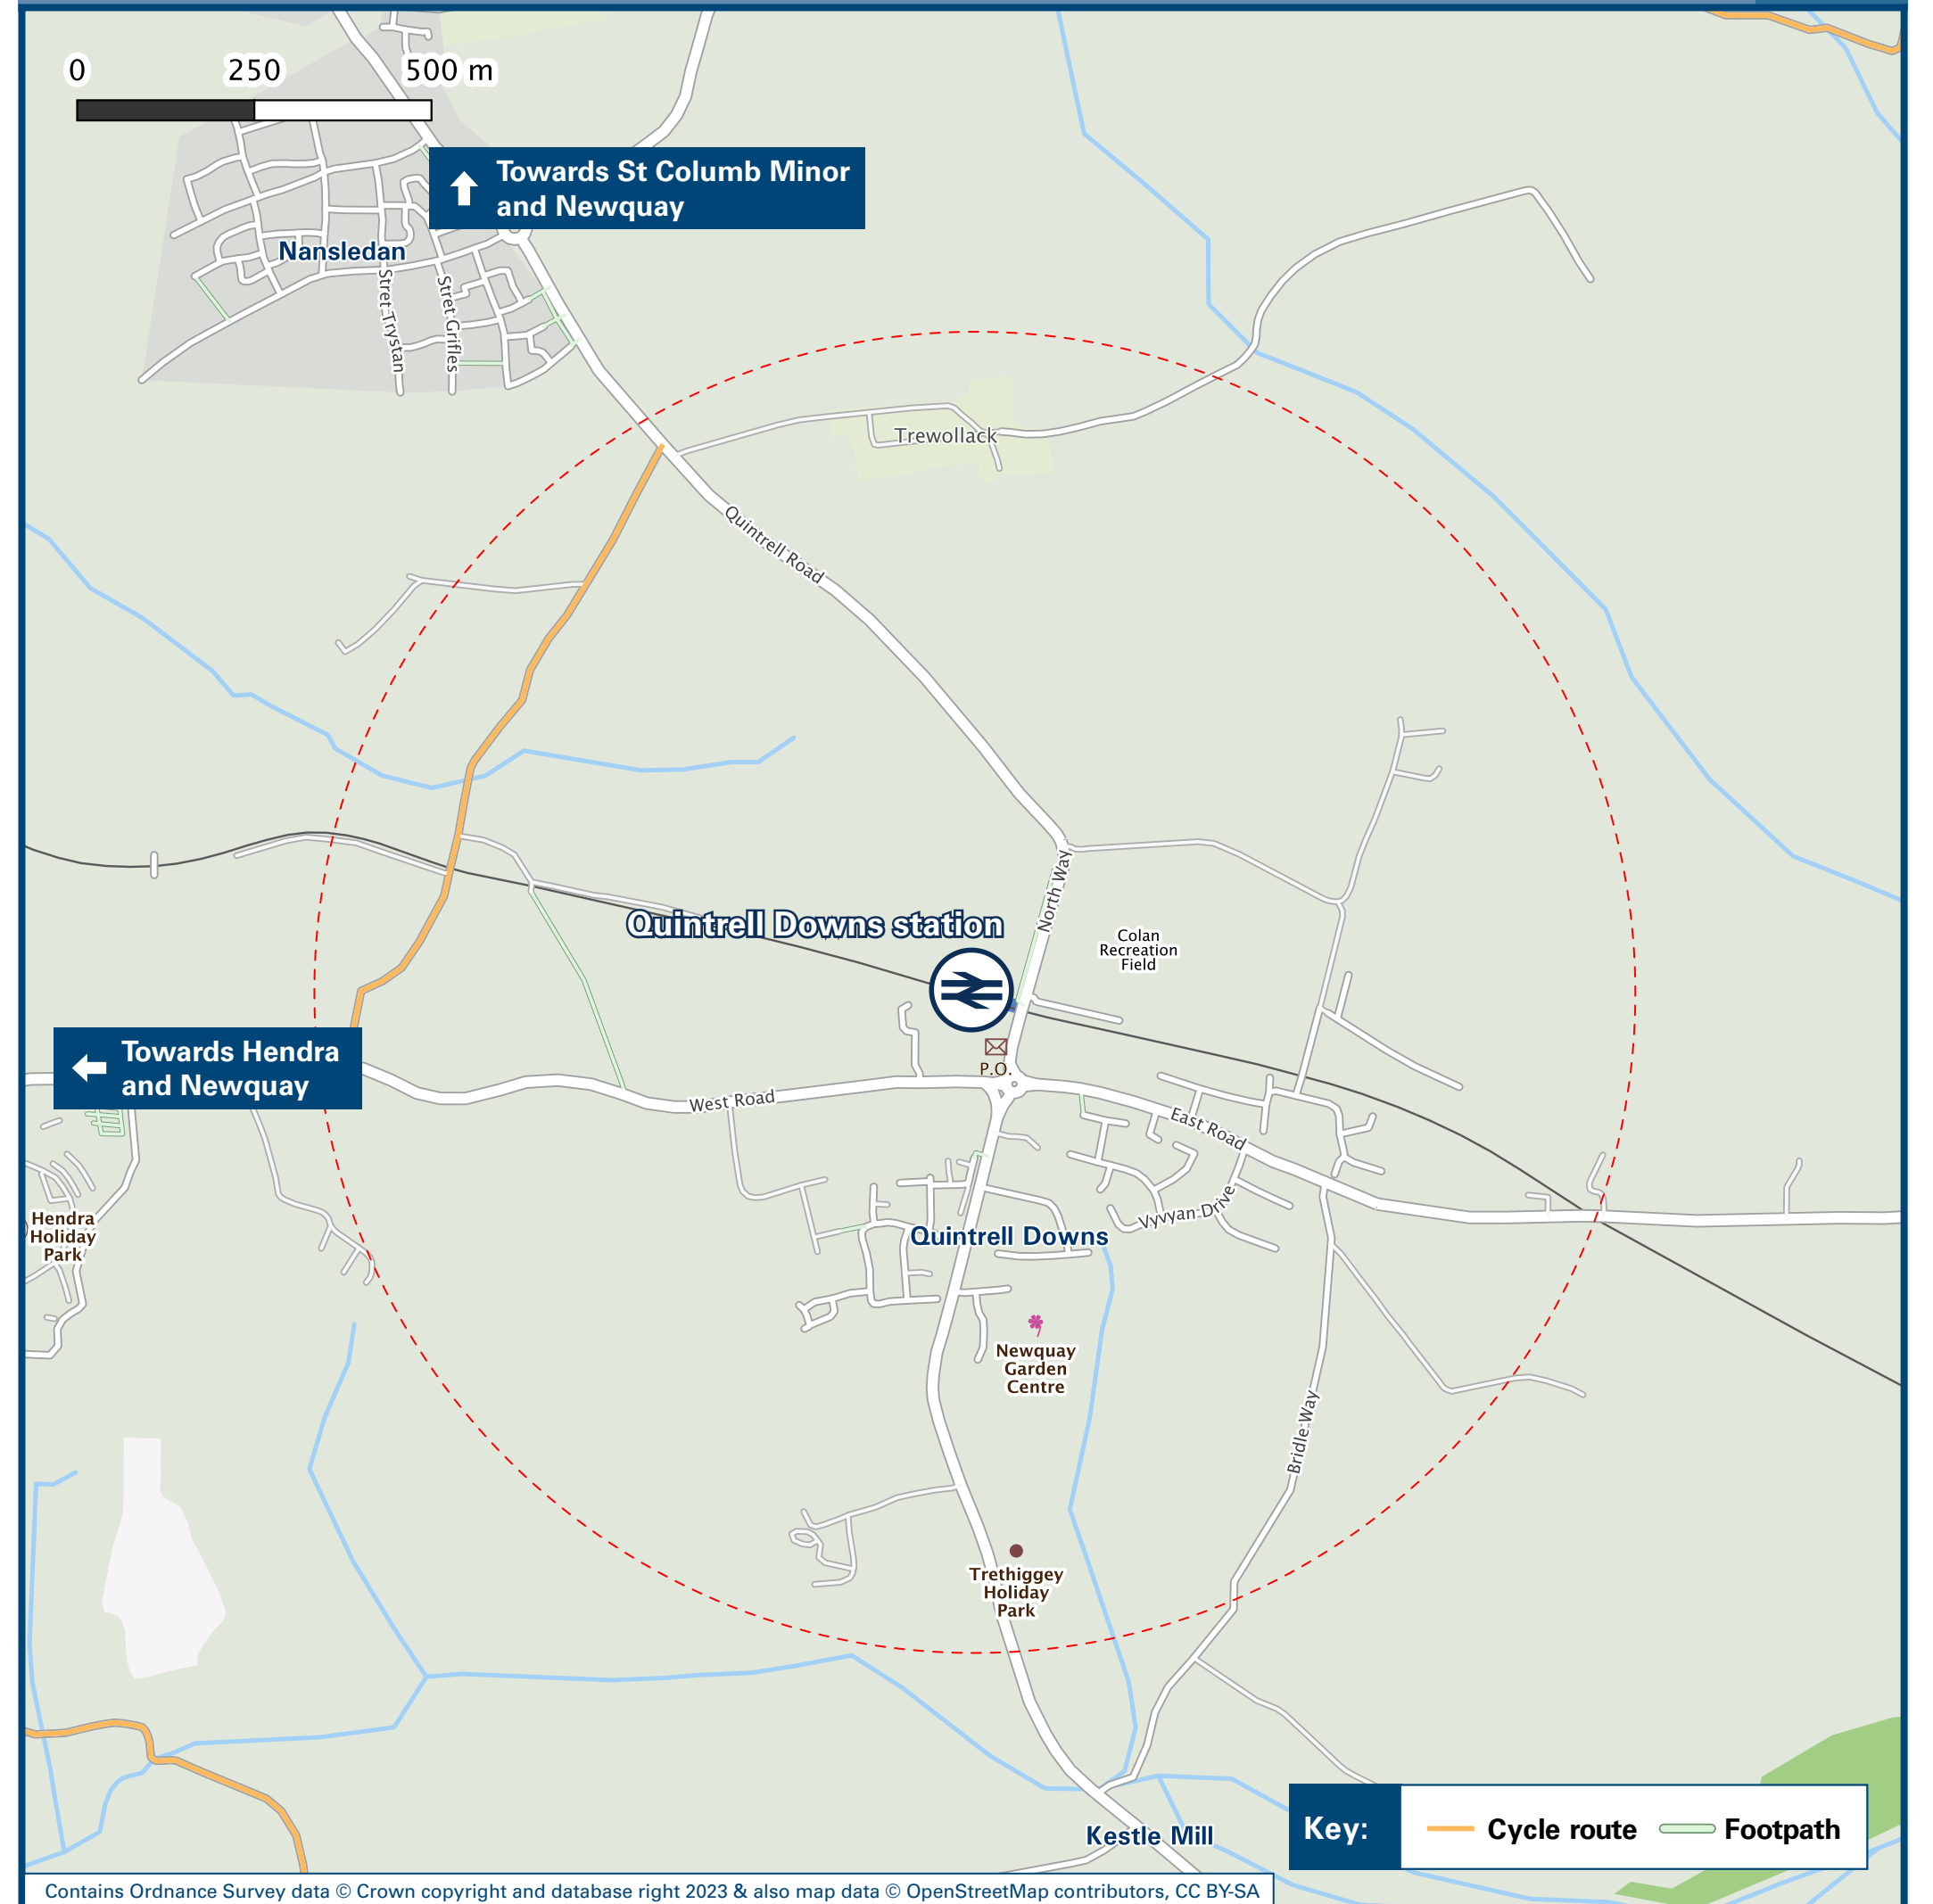 0 250 500 m
Towards St Columb Minor
and Newquay
Nansledan
Stret Trystan
Stret Grifles
Trewollack
Quintrell Road
North Way
Quintrell Downs station
Colan
Recreation
Field
Towards Hendra
and Newquay
P.O.
West Road
East Road
Vyvyan Drive
Hendra
Holiday
Park
Quintrell Downs
Newquay
Garden
Centre
Bridle Way
Trethiggey
Holiday
Park
Kestle Mill
Key: Cycle route Footpath
Contains Ordnance Survey data © Crown copyright and database right 2023 & also map data © OpenStreetMap contributors, CC BY-SA